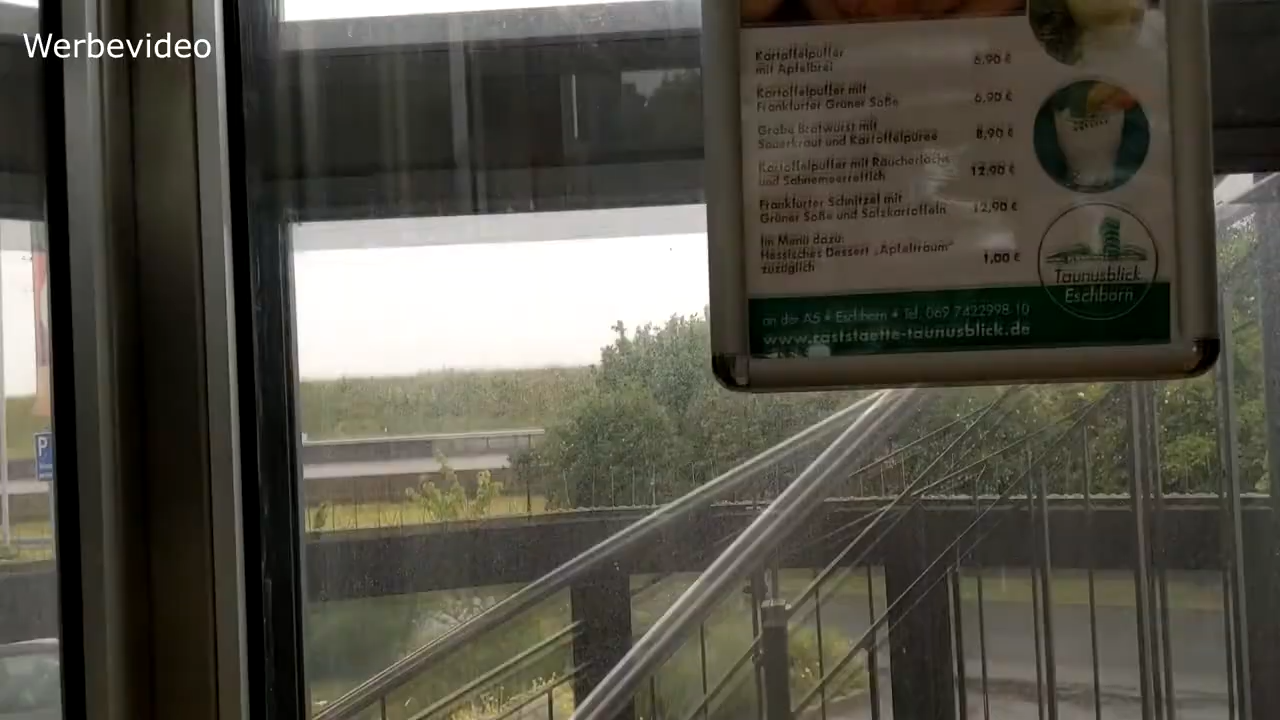 Werbevideo
Kartoffelpuffer
mit Apfelbrei 6,90 €
Kartoffelpuffer mit
Frankfurter Grüner Soße 6,90 €
Grobe Bratwurst mit
Sauerkraut und Kartoffelpüree 8,90 €
Kartoffelpuffer mit Räucherlachs
und Sahnemeerrettich 12,90 €
Frankfurter Schnitzel mit
Grüner Soße und Salzkartoffeln 12,90 €
Im Menü dazu:
Hessisches Dessert „Apfeltraum“
zuzüglich 1,00 €
Taunusblick
Eschborn
an der A5 • Eschborn • Tel. 069 7422998 10
www.raststaette-taunusblick.de
P